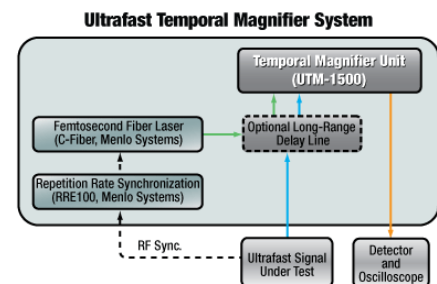 Ultrafast Temporal Magnifier System
Temporal Magnifier Unit
(UTM-1500)
Femtosecond Fiber Laser
(C-Fiber, Menlo Systems)
Optional Long-Range
Delay Line
Repetition Rate Synchronization
(RRE100, Menlo Systems)
RF Sync.
Ultrafast Signal
Under Test
Detector
and
Oscilloscope